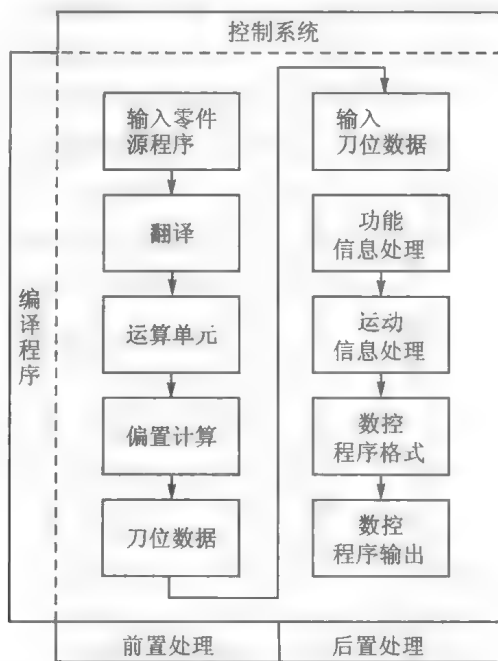 控制系统
编译程序
输入零件
源程序
翻译
运算单元
偏置计算
刀位数据
输入
刀位数据
功能
信息处理
运动
信息处理
数控
程序格式
数控
程序输出
前置处理
后置处理